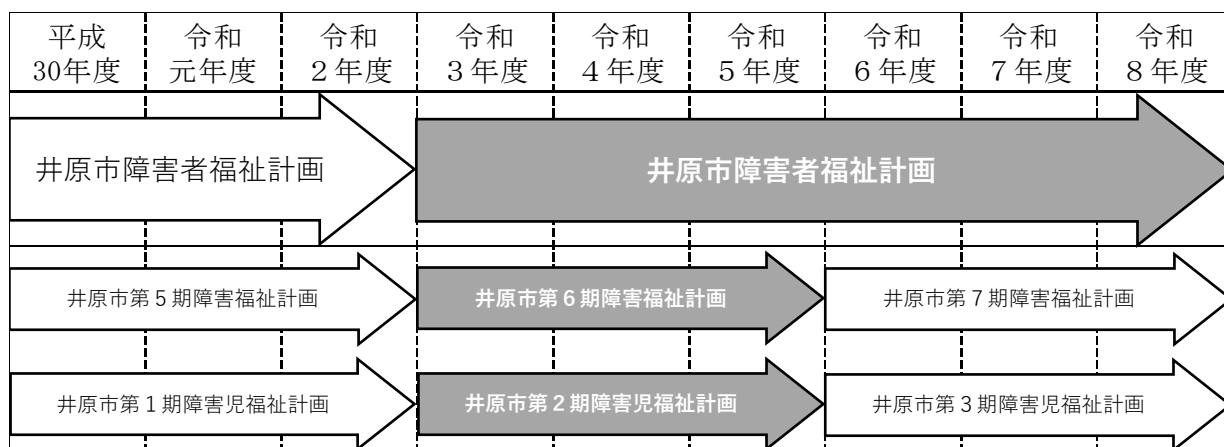 平成 令和 令和 令和 令和 令和 令和 令和 令和
30年度 元年度 2年度 3年度 4年度 5年度 6年度 7年度 8年度
井原市障害者福祉計画 井原市障害者福祉計画
井原市第5期障害福祉計画 井原市第6期障害福祉計画 井原市第7期障害福祉計画
井原市第1期障害児福祉計画 井原市第2期障害児福祉計画 井原市第3期障害児福祉計画